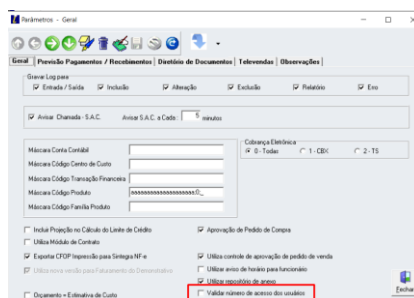 Parâmetros - Geral
Geral Previsão Pagamentos / Recebimentos Diretório de Documentos Televendas Observações
Gravar Log para
Entrada / Saída Inclusão Alteração Exclusão Relatório Erro
Avisar Chamada - S.A.C. Avisar S.A.C. a Cada : 5 minutos
Cobrança Eletrônica
0 - Todas 1 - CBX 2 - TS
Máscara Conta Contábil
Máscara Código Centro de Custo
Máscara Código Transação Financeira
Máscara Código Produto
Máscara Código Família Produto
Inclui Projeção no Cálculo do Limite de Crédito Aprovação de Pedido de Compra
Utiliza Módulo de Contrato
Exportar CFOP Impressão para Sintegra NF-e Utiliza controle de aprovação de pedido de venda
Utiliza nova versão para Faturamento do Demonstrativo Utilizar aviso de horário para funcionário
Utilizar repositório de anexo
Orçamento = Estimativa de Custo Validar número de acesso dos usuários
Fechar